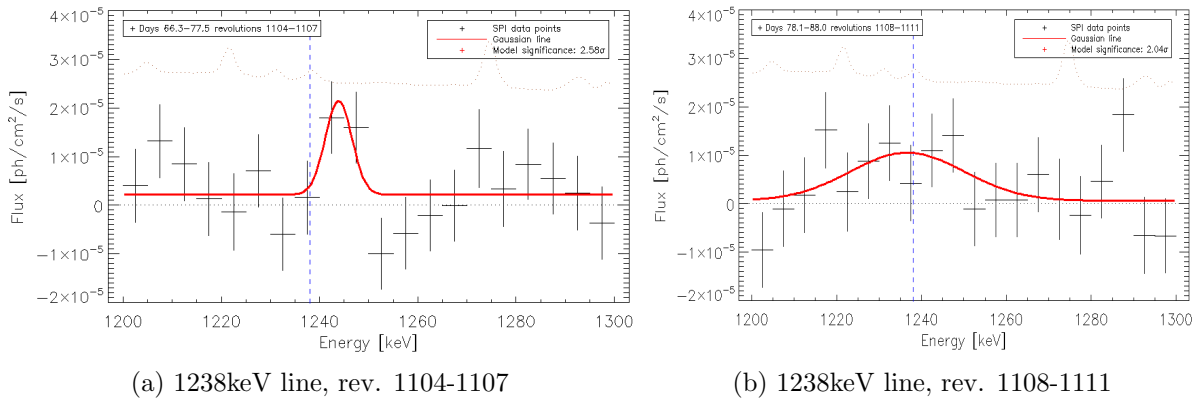 + Days 66.3-77.5 revolutions 1104-1107
SPI data points
Gaussian line
Model significance: 2.58σ
4×10⁻⁵
3×10⁻⁵
2×10⁻⁵
1×10⁻⁵
0
-1×10⁻⁵
-2×10⁻⁵
Flux [ph/cm²/s]
1200 1220 1240 1260 1280 1300
Energy [keV]
(a) 1238keV line, rev. 1104-1107
+ Days 78.1-88.0 revolutions 1108-1111
SPI data points
Gaussian line
Model significance: 2.04σ
4×10⁻⁵
3×10⁻⁵
2×10⁻⁵
1×10⁻⁵
0
-1×10⁻⁵
-2×10⁻⁵
Flux [ph/cm²/s]
1200 1220 1240 1260 1280 1300
Energy [keV]
(b) 1238keV line, rev. 1108-1111